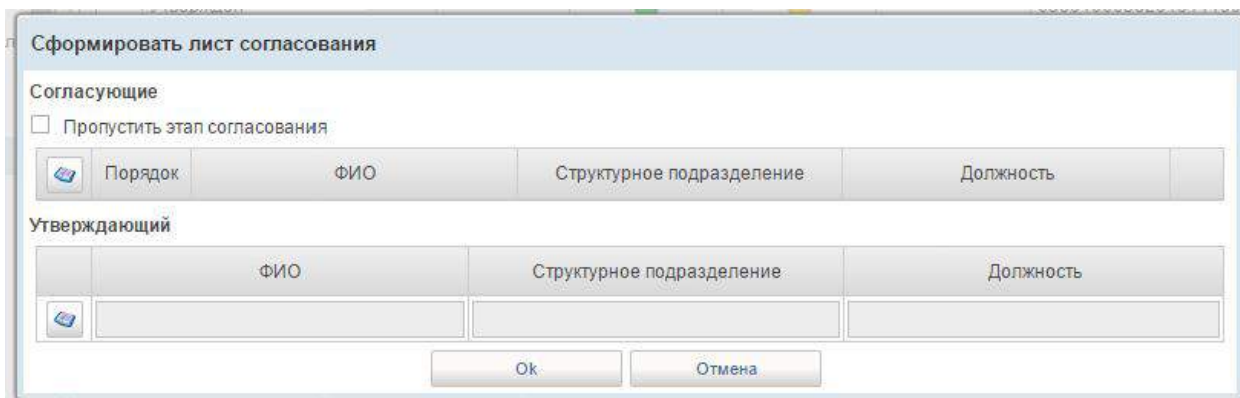 Сформировать лист согласования
Согласующие
Пропустить этап согласования
Порядок ФИО Структурное подразделение Должность
Утверждающий
ФИО Структурное подразделение Должность
Ok Отмена